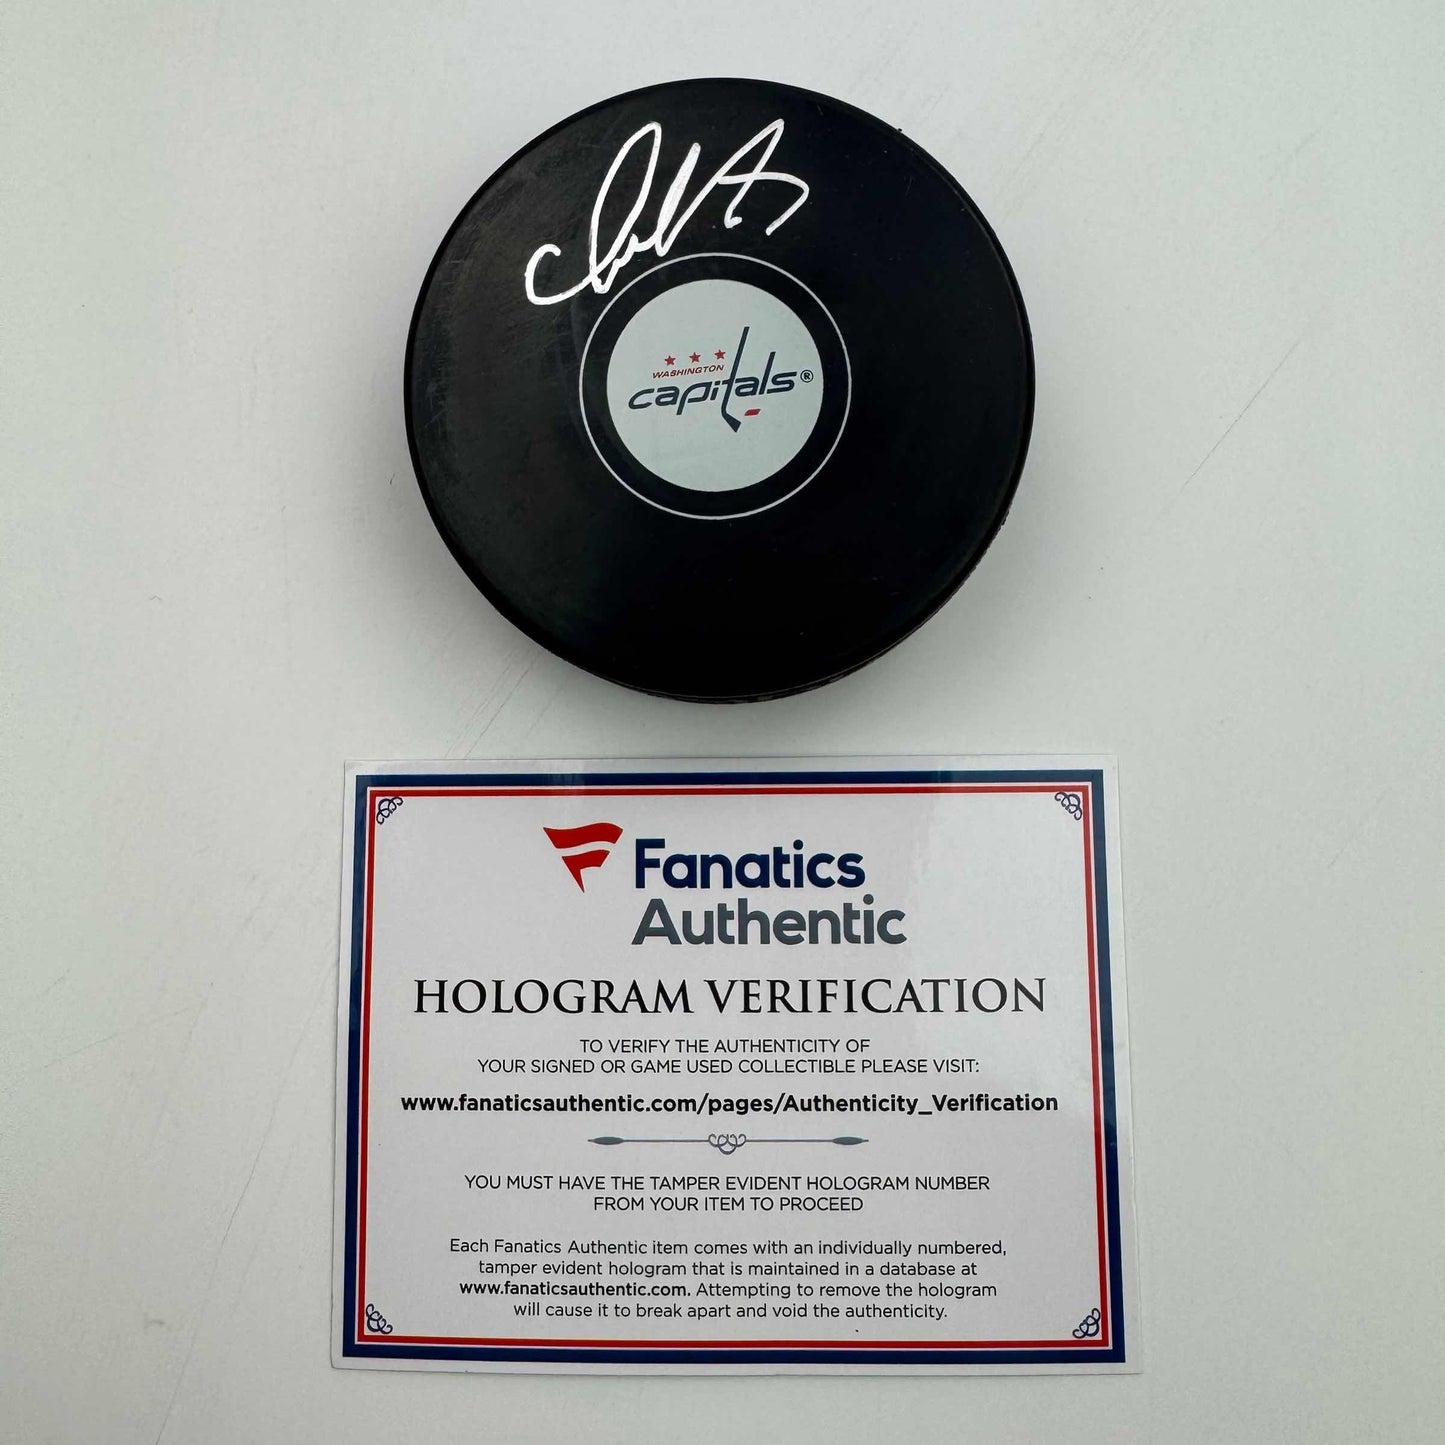 WASHINGTON
capitals®
Fanatics
Authentic
HOLOGRAM VERIFICATION
TO VERIFY THE AUTHENTICITY OF
YOUR SIGNED OR GAME USED COLLECTIBLE PLEASE VISIT:
www.fanaticsauthentic.com/pages/Authenticity_Verification
YOU MUST HAVE THE TAMPER EVIDENT HOLOGRAM NUMBER
FROM YOUR ITEM TO PROCEED
Each Fanatics Authentic item comes with an individually numbered,
tamper evident hologram that is maintained in a database at
www.fanaticsauthentic.com. Attempting to remove the hologram
will cause it to break apart and void the authenticity.